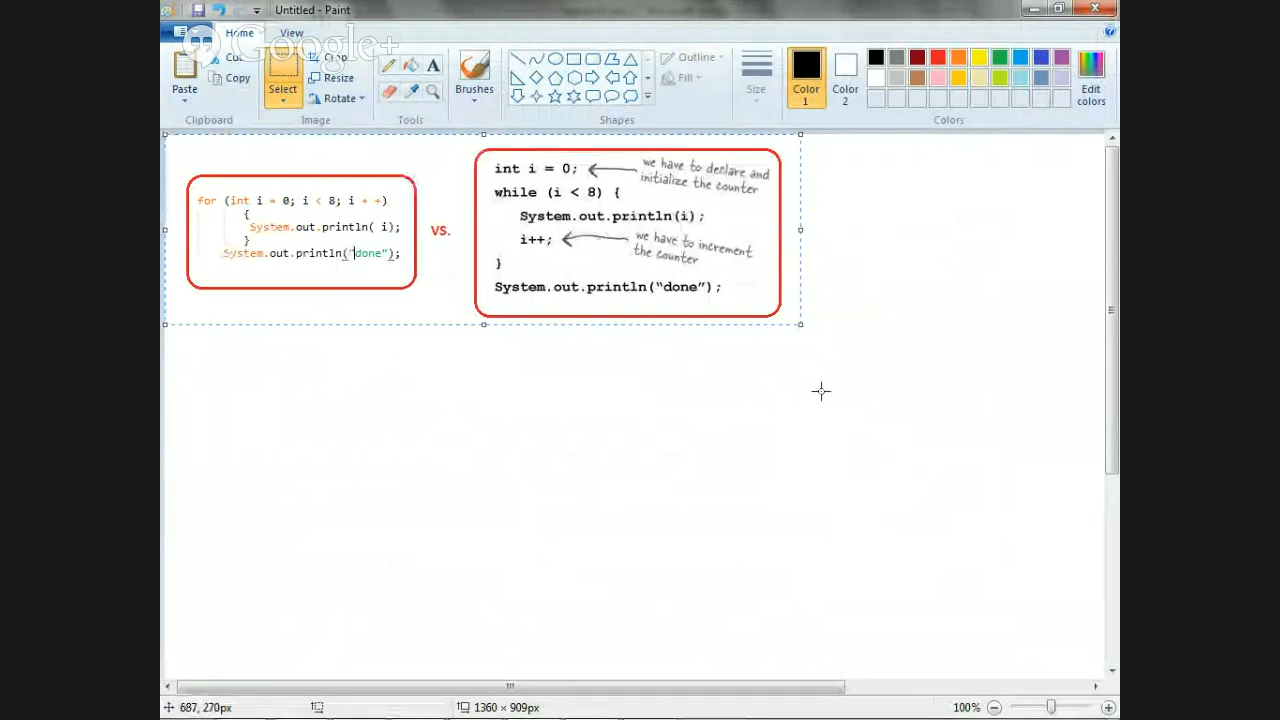 Untitled - Paint
Google+
Home
View
Paste
Cut
Copy
Clipboard
Select
Crop
Resize
Rotate
Image
Tools
Brushes
Shapes
Outline
Fill
Size
Color 1
Color 2
Edit colors
Colors
for (int i = 0; i < 8; i + +)
{
System.out.println( i);
}
System.out.println("done");
VS.
int i = 0;
we have to declare and
initialize the counter
while (i < 8) {
System.out.println(i);
i++;
we have to increment
the counter
}
System.out.println(“done”);
687, 270px
1360 × 909px
100%